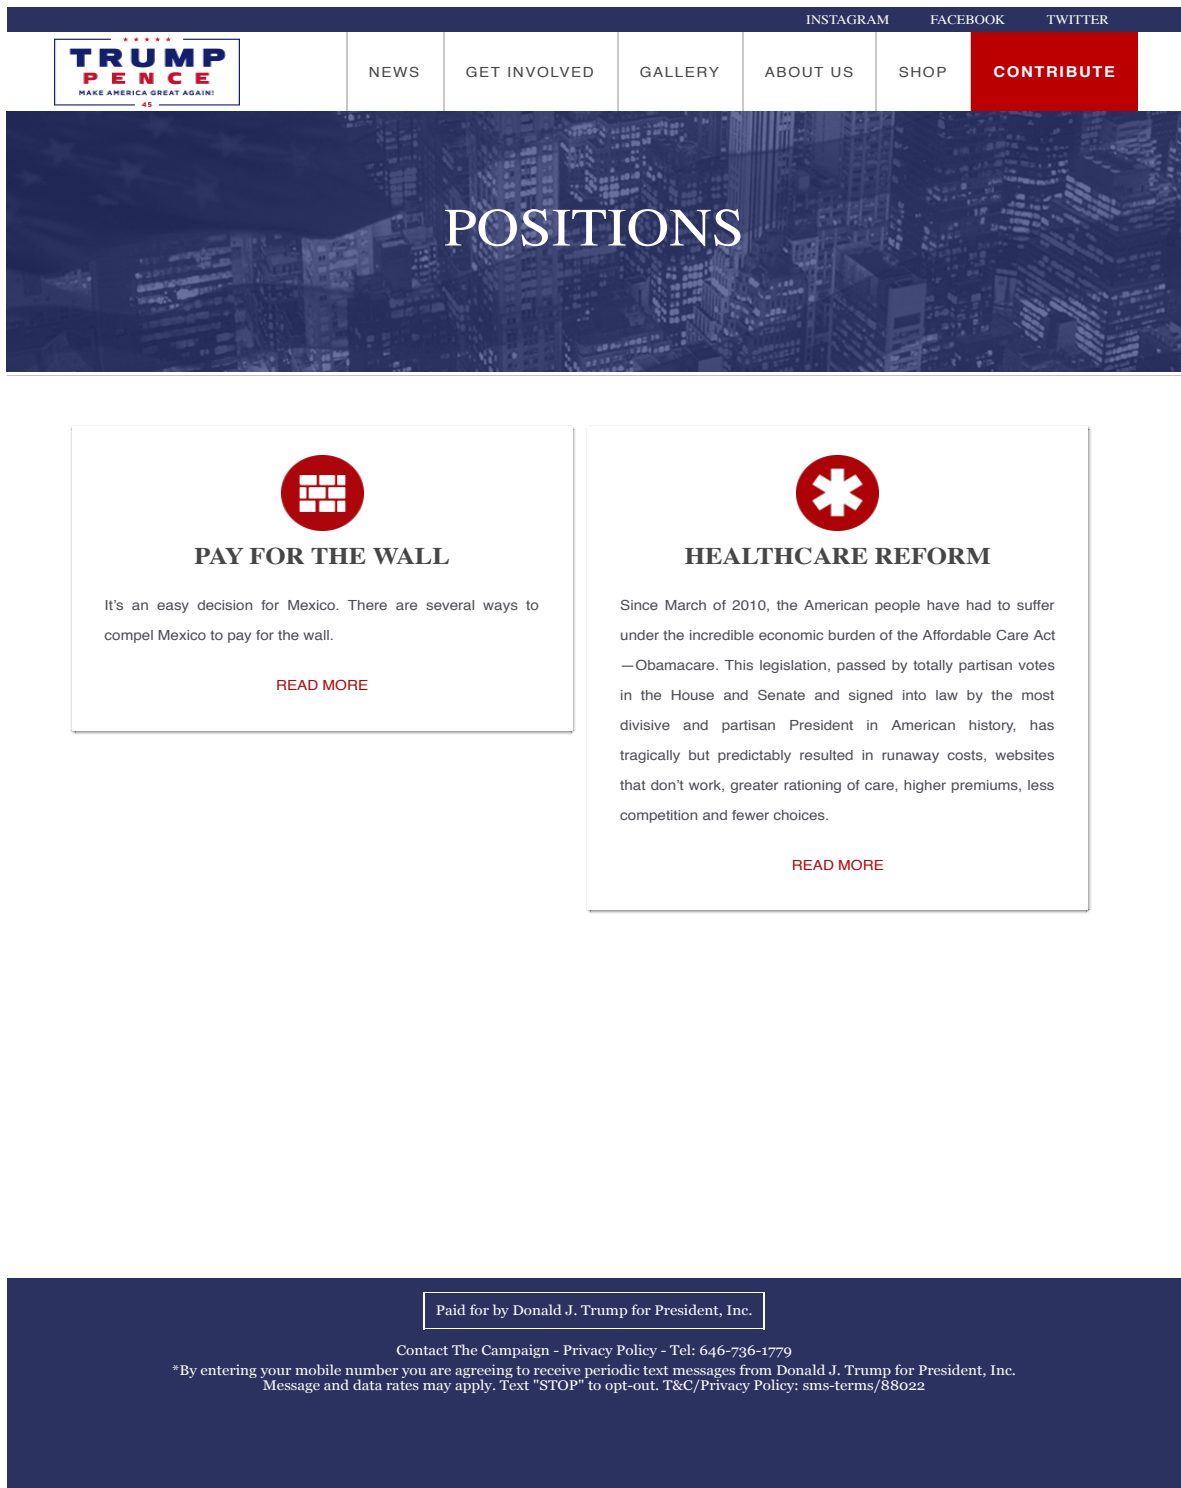 INSTAGRAM FACEBOOK TWITTER
TRUMP
PENCE
MAKE AMERICA GREAT AGAIN!
45
NEWS GET INVOLVED GALLERY ABOUT US SHOP CONTRIBUTE
POSITIONS
PAY FOR THE WALL
It’s an easy decision for Mexico. There are several ways to
compel Mexico to pay for the wall.
READ MORE
HEALTHCARE REFORM
Since March of 2010, the American people have had to suffer
under the incredible economic burden of the Affordable Care Act
—Obamacare. This legislation, passed by totally partisan votes
in the House and Senate and signed into law by the most
divisive and partisan President in American history, has
tragically but predictably resulted in runaway costs, websites
that don’t work, greater rationing of care, higher premiums, less
competition and fewer choices.
READ MORE
Paid for by Donald J. Trump for President, Inc.
Contact The Campaign - Privacy Policy - Tel: 646-736-1779
*By entering your mobile number you are agreeing to receive periodic text messages from Donald J. Trump for President, Inc.
Message and data rates may apply. Text "STOP" to opt-out. T&C/Privacy Policy: sms-terms/88022